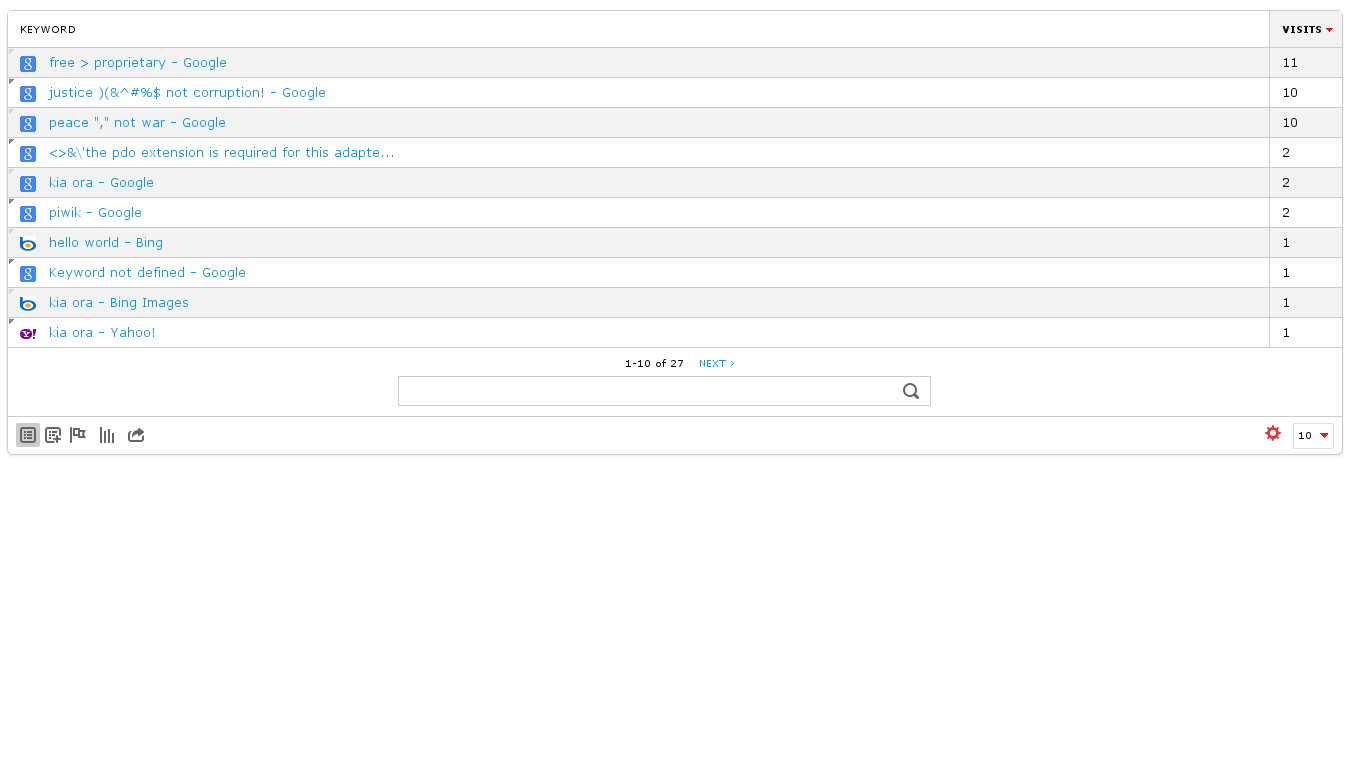 KEYWORD VISITS
free > proprietary - Google 11
justice )(&^#%$ not corruption! - Google 10
peace "," not war - Google 10
<>&\'the pdo extension is required for this adapte... 2
kia ora - Google 2
piwik - Google 2
hello world - Bing 1
Keyword not defined - Google 1
kia ora - Bing Images 1
kia ora - Yahoo! 1
1-10 of 27 NEXT ›
10